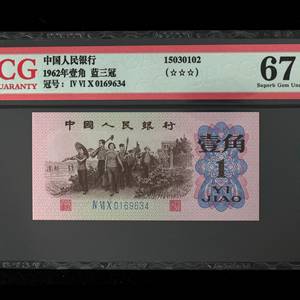 CG
UARANTY
中国人民银行
1962年壹角 蓝三冠
冠号: IV VI X 0169634
15030102
(☆☆☆)
67
Superb Gem Unc
中國人民銀行
壹角
1
YI
JIAO
IV VI X 0169634